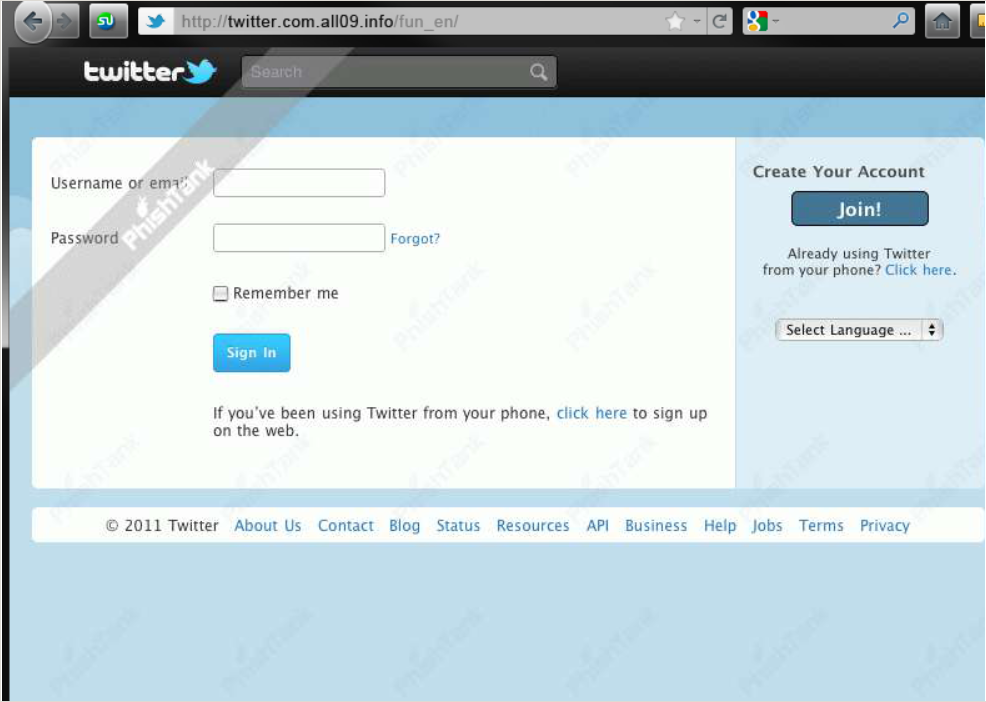 http://twitter.com.all09.info/fun_en/
twitter
Search
Username or email
Password
Forgot?
Remember me
Sign In
If you've been using Twitter from your phone, click here to sign up
on the web.
Create Your Account
Join!
Already using Twitter
from your phone? Click here.
Select Language ...
© 2011 Twitter About Us Contact Blog Status Resources API Business Help Jobs Terms Privacy
PhishTank